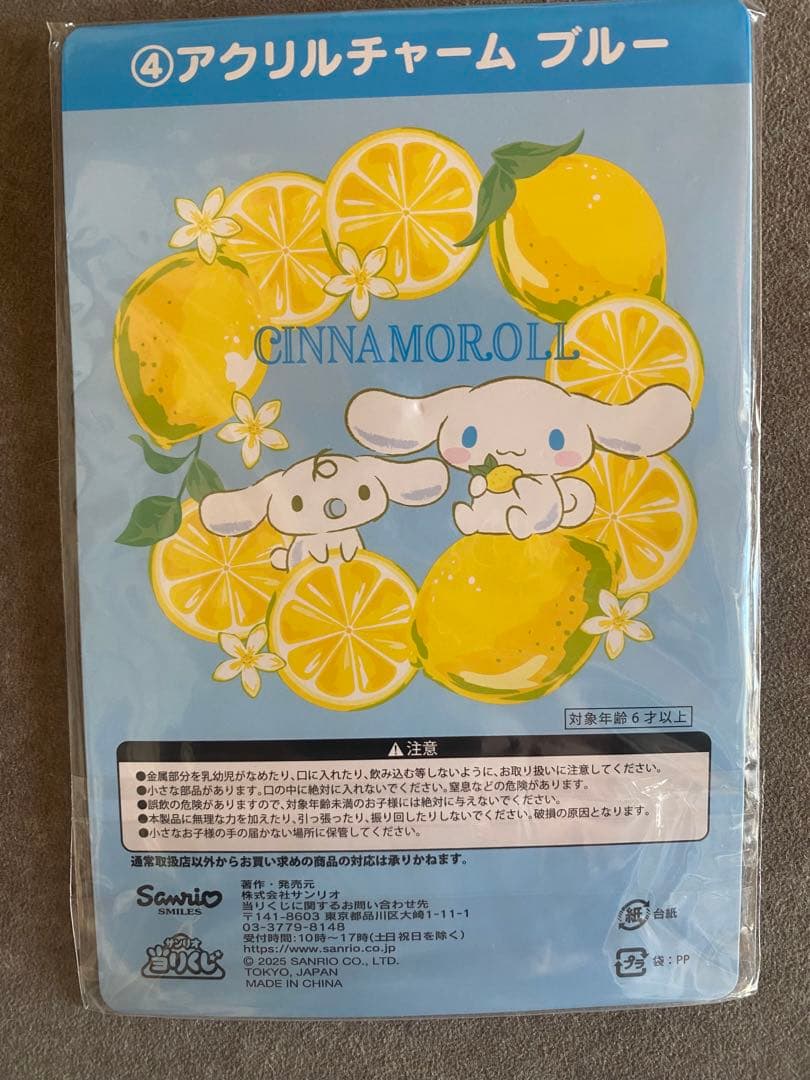 ④アクリルチャーム ブルー
CINNAMOROLL
対象年齢6才以上
⚠注意
●金属部分を乳幼児がなめたり、口に入れたり、飲み込む等しないように、お取り扱いに注意してください。
●小さな部品があります。口の中に絶対に入れないでください。窒息などの危険があります。
●誤飲の危険がありますので、対象年齢未満のお子様には絶対に与えないでください。
●本製品に無理な力を加えたり、引っ張ったり、振り回したりしないでください。破損の原因となります。
●小さなお子様の手の届かない場所に保管してください。
通常取扱店以外からお買い求めの商品の対応は承りかねます。
Sanrio
SMILES
サンリオ
当りくじ
著作・発売元
株式会社サンリオ
当りくじに関するお問い合わせ先
〒141-8603 東京都品川区大崎1-11-1
03-3779-8148
受付時間:10時~17時(土日祝日を除く)
https://www.sanrio.co.jp
© 2025 SANRIO CO., LTD.
TOKYO, JAPAN
MADE IN CHINA
紙 台紙
プラ 袋:PP